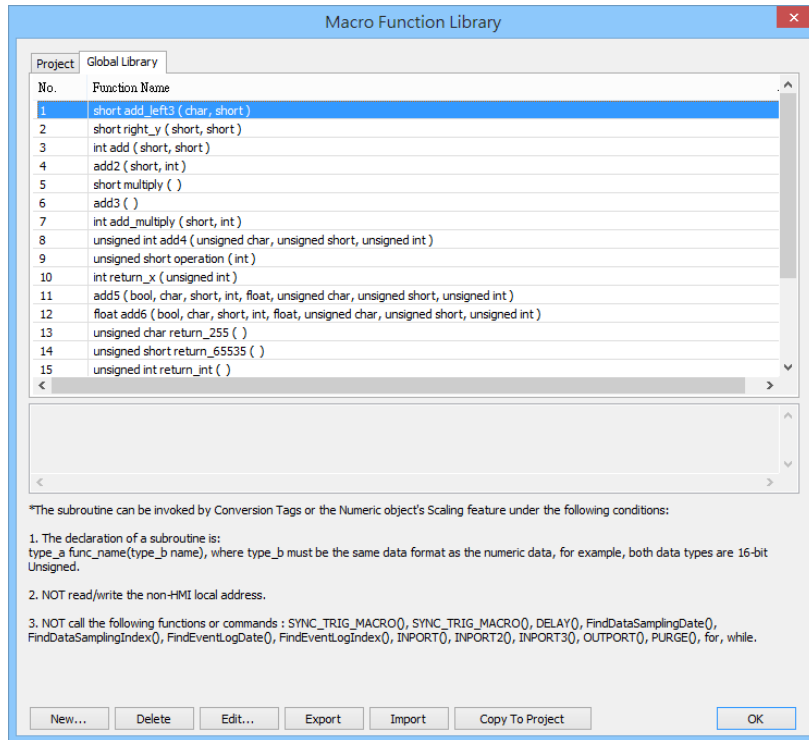 Macro Function Library
Project Global Library
No. Function Name
1 short add_left3 ( char, short )
2 short right_y ( short, short )
3 int add ( short, short )
4 add2 ( short, int )
5 short multiply ( )
6 add3 ( )
7 int add_multiply ( short, int )
8 unsigned int add4 ( unsigned char, unsigned short, unsigned int )
9 unsigned short operation ( int )
10 int return_x ( unsigned int )
11 add5 ( bool, char, short, int, float, unsigned char, unsigned short, unsigned int )
12 float add6 ( bool, char, short, int, float, unsigned char, unsigned short, unsigned int )
13 unsigned char return_255 ( )
14 unsigned short return_65535 ( )
15 unsigned int return_int ( )
*The subroutine can be invoked by Conversion Tags or the Numeric object's Scaling feature under the following conditions:
1. The declaration of a subroutine is:
type_a func_name(type_b name), where type_b must be the same data format as the numeric data, for example, both data types are 16-bit
Unsigned.
2. NOT read/write the non-HMI local address.
3. NOT call the following functions or commands : SYNC_TRIG_MACRO(), SYNC_TRIG_MACRO(), DELAY(), FindDataSamplingDate(),
FindDataSamplingIndex(), FindEventLogDate(), FindEventLogIndex(), INPORT(), INPORT2(), INPORT3(), OUTPORT(), PURGE(), for, while.
New... Delete Edit... Export Import Copy To Project OK